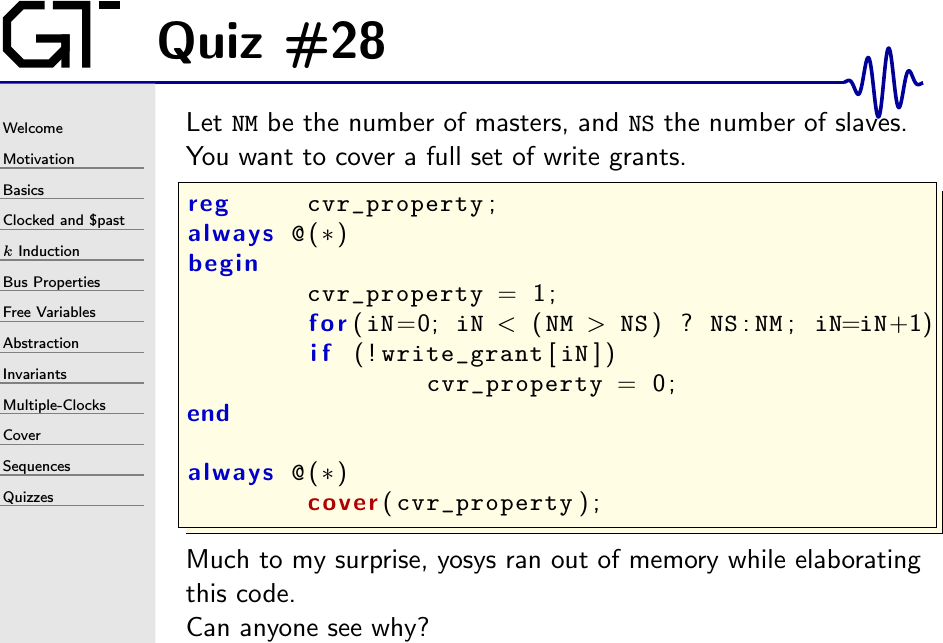 GT
Quiz #28
Welcome
Motivation
Basics
Clocked and $past
k Induction
Bus Properties
Free Variables
Abstraction
Invariants
Multiple-Clocks
Cover
Sequences
Quizzes
Let NM be the number of masters, and NS the number of slaves.
You want to cover a full set of write grants.
reg cvr_property;
always @(*)
begin
cvr_property = 1;
for(iN=0; iN < (NM > NS) ? NS:NM; iN=iN+1)
if (!write_grant[iN])
cvr_property = 0;
end
always @(*)
cover(cvr_property);
Much to my surprise, yosys ran out of memory while elaborating
this code.
Can anyone see why?